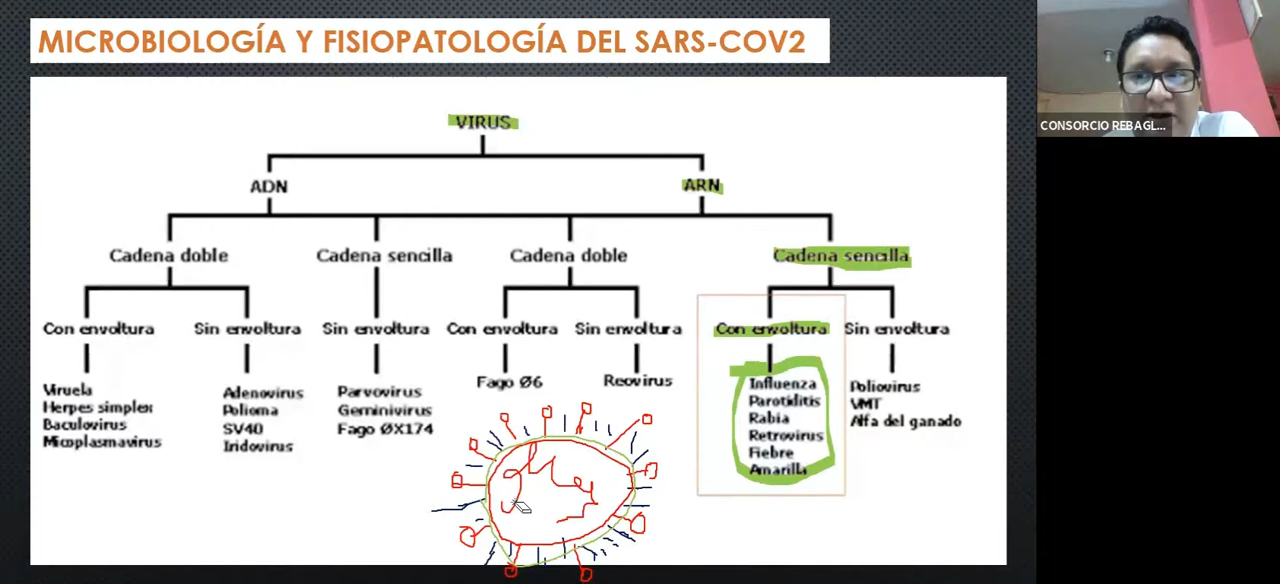 MICROBIOLOGÍA Y FISIOPATOLOGÍA DEL SARS-COV2
CONSORCIO REBAGL...
VIRUS
ADN
ARN
Cadena doble
Cadena sencilla
Cadena doble
Cadena sencilla
Con envoltura
Sin envoltura
Sin envoltura
Con envoltura
Sin envoltura
Con envoltura
Sin envoltura
Viruela
Herpes simplex
Baculovirus
Micoplasmavirus
Adenovirus
Polioma
SV40
Iridovirus
Parvovirus
Geminivirus
Fago ØX174
Fago Ø6
Reovirus
Influenza
Parotiditis
Rabia
Retrovirus
Fiebre
Amarilla
Poliovirus
VMT
Alfa del ganado